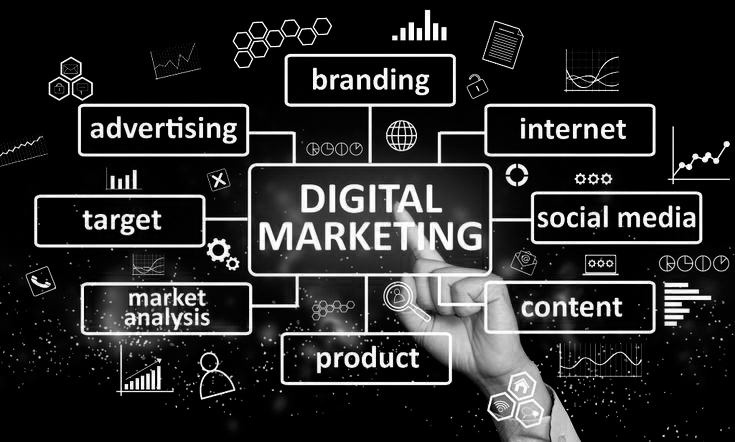 branding
advertising
internet
DIGITAL
MARKETING
target
social media
market
analysis
content
product